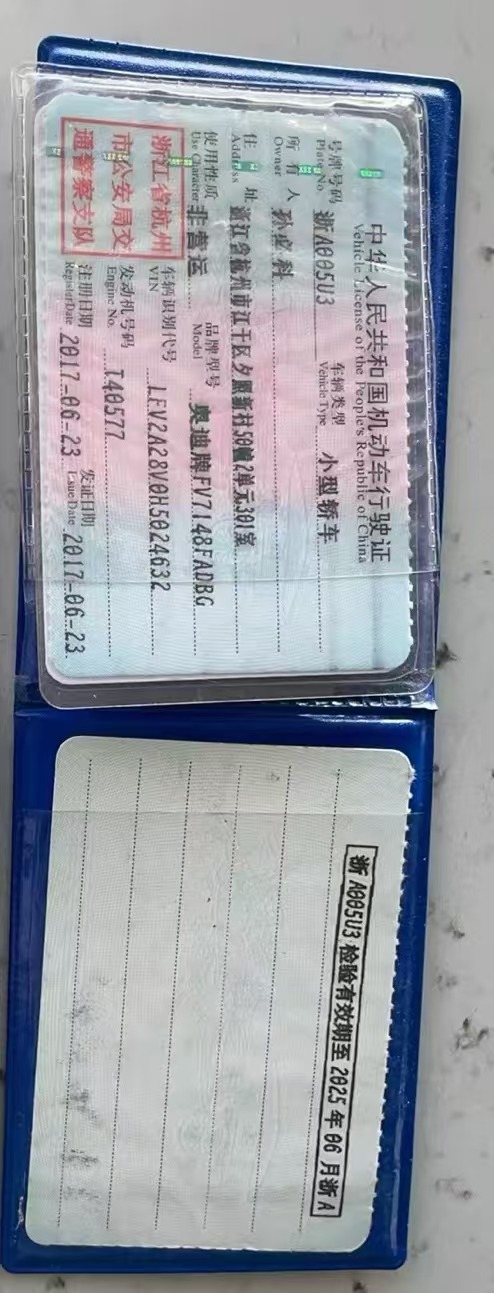 中华人民共和国机动车行驶证
Vehicle License of the People's Republic of China
号牌号码 浙A005U3 车辆类型 小型轿车
Plate No. Vehicle Type
所有人 孙必科
Owner
住址 浙江省杭州市江干区夕照新村50幢2单元301室
Address
使用性质 非营运 品牌型号 奥迪牌FV7148FADBG
Use Character Model
浙江省杭州
市公安局交
通警察支队
车辆识别代号 LFV2A28V0H5024632
VIN
发动机号码 T40577
Engine No.
注册日期 2017-06-23 发证日期 2017-06-23
Register Date Issue Date
浙A005U3 检验有效期至 2025年06月浙A